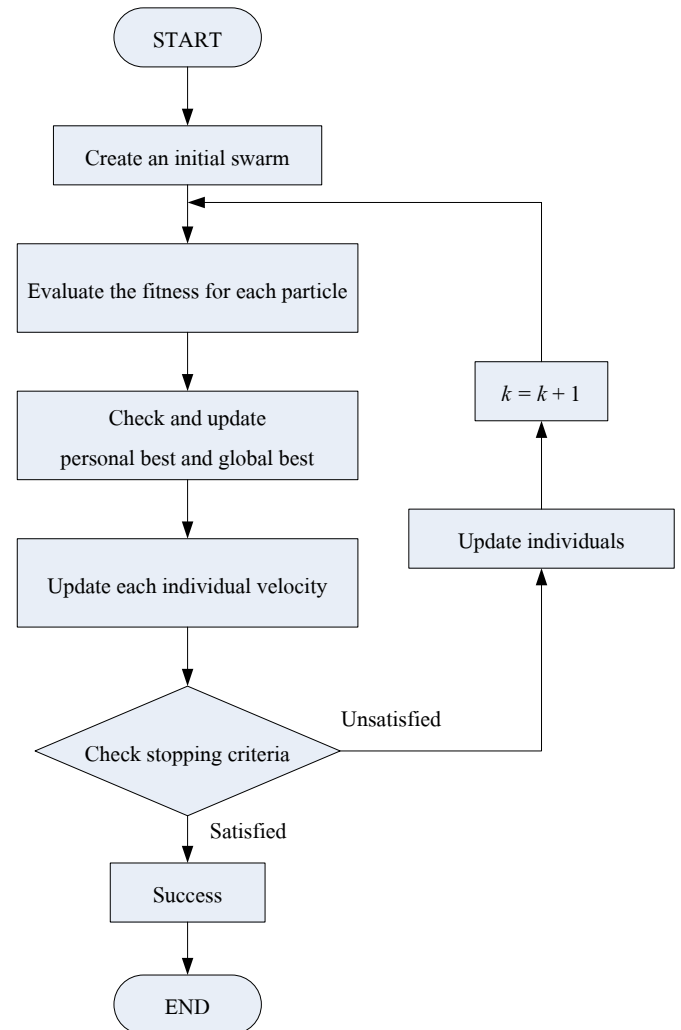 START
Create an initial swarm
Evaluate the fitness for each particle
Check and update
personal best and global best
Update each individual velocity
Check stopping criteria
Unsatisfied
Update individuals
k = k + 1
Satisfied
Success
END